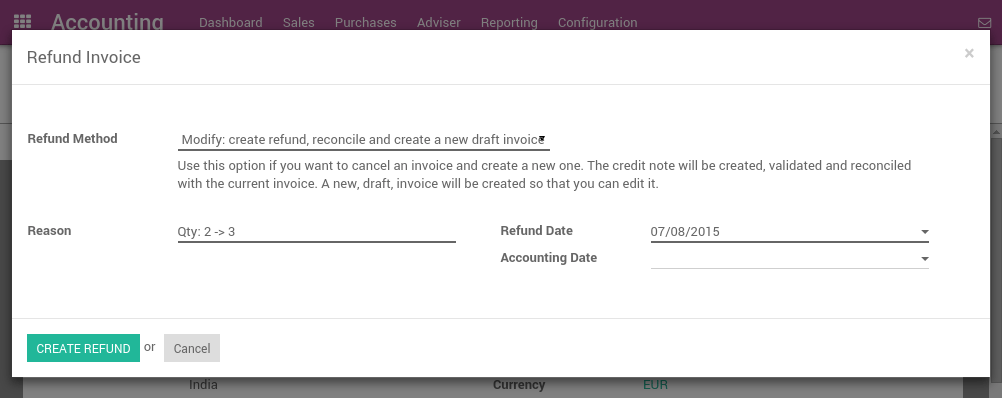 Accounting Dashboard Sales Purchases Adviser Reporting Configuration
Refund Invoice ×
Refund Method Modify: create refund, reconcile and create a new draft invoice
Use this option if you want to cancel an invoice and create a new one. The credit note will be created, validated and reconciled
with the current invoice. A new, draft, invoice will be created so that you can edit it.
Reason Qty: 2 -> 3 Refund Date 07/08/2015
Accounting Date
CREATE REFUND or Cancel
India Currency EUR